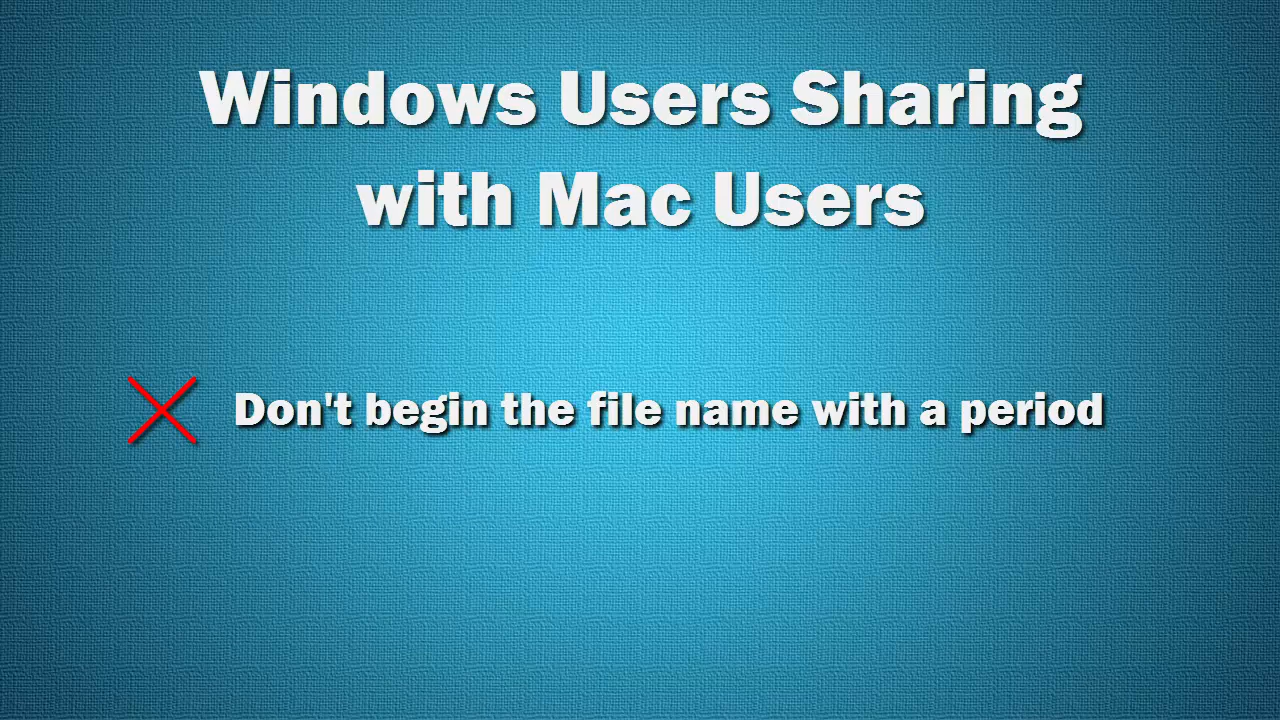 Windows Users Sharing
with Mac Users
Don't begin the file name with a period